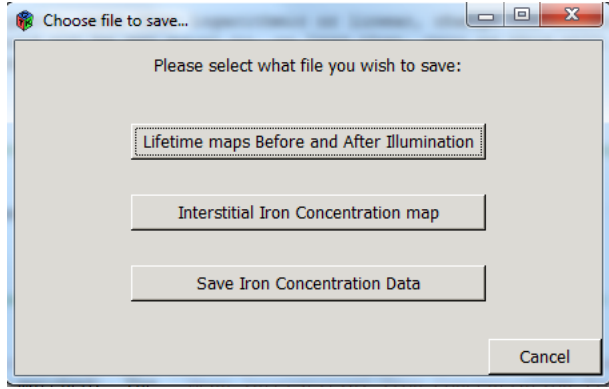 Choose file to save...
Please select what file you wish to save:
Lifetime maps Before and After Illumination
Interstitial Iron Concentration map
Save Iron Concentration Data
Cancel